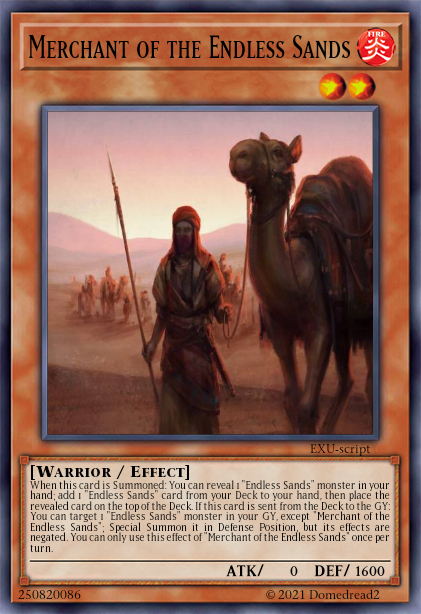 Merchant of the Endless Sands
FIRE
炎
EXU-script
[Warrior / Effect]
When this card is Summoned: You can reveal 1 "Endless Sands" monster in your
hand; add 1 "Endless Sands" card from your Deck to your hand, then place the
revealed card on the top of the Deck. If this card is sent from the Deck to the GY:
You can target 1 "Endless Sands" monster in your GY, except "Merchant of the
Endless Sands"; Special Summon it in Defense Position, but its effects are
negated. You can only use this effect of "Merchant of the Endless Sands" once per
turn.
ATK/ 0 DEF/ 1600
250820086 © 2021 Domedread2